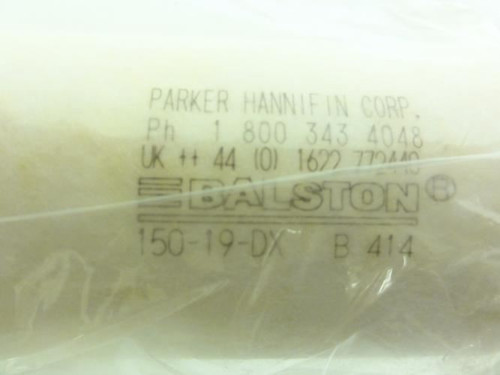 PARKER HANNIFIN CORP.
Ph 1 800 343 4048
UK ++ 44 (0) 1622
BALSTON®
150-19-DX B 414